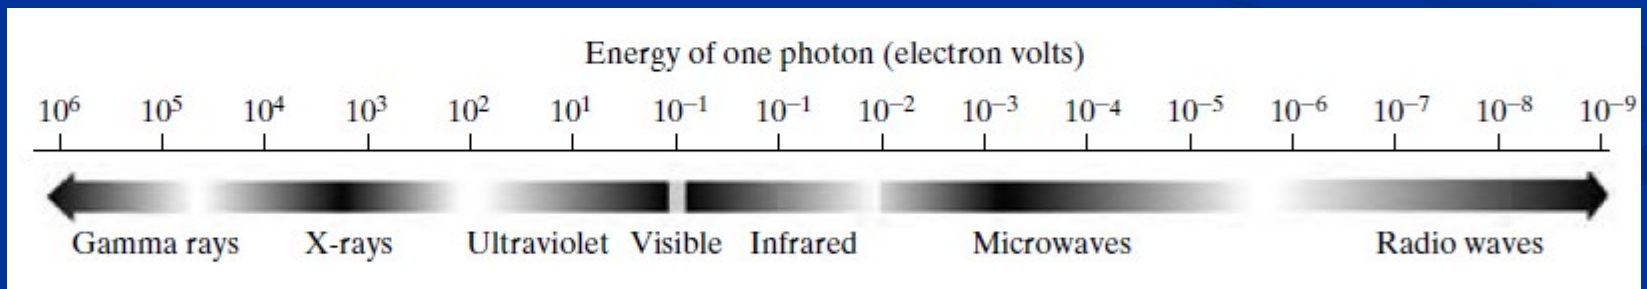 Energy of one photon (electron volts)
10⁶ 10⁵ 10⁴ 10³ 10² 10¹ 10⁻¹ 10⁻¹ 10⁻² 10⁻³ 10⁻⁴ 10⁻⁵ 10⁻⁶ 10⁻⁷ 10⁻⁸ 10⁻⁹
Gamma rays X-rays Ultraviolet Visible Infrared Microwaves Radio waves